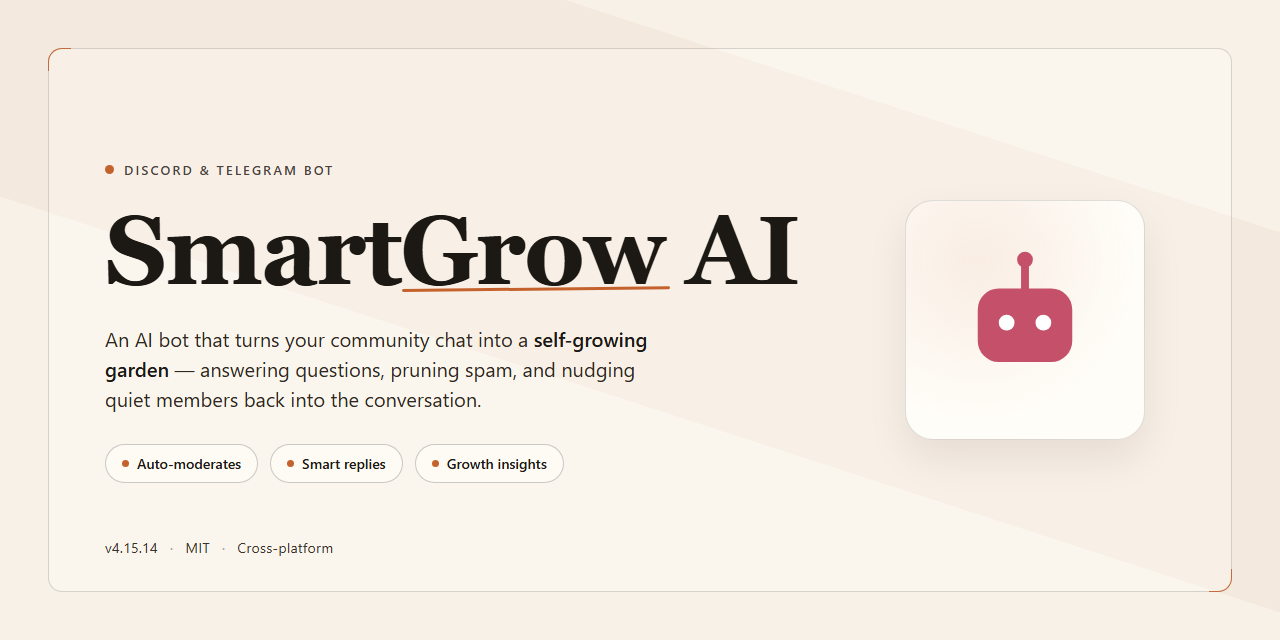 DISCORD & TELEGRAM BOT
SmartGrow AI
An AI bot that turns your community chat into a self-growing
garden — answering questions, pruning spam, and nudging
quiet members back into the conversation.
Auto-moderates Smart replies Growth insights
v4.15.14 · MIT · Cross-platform